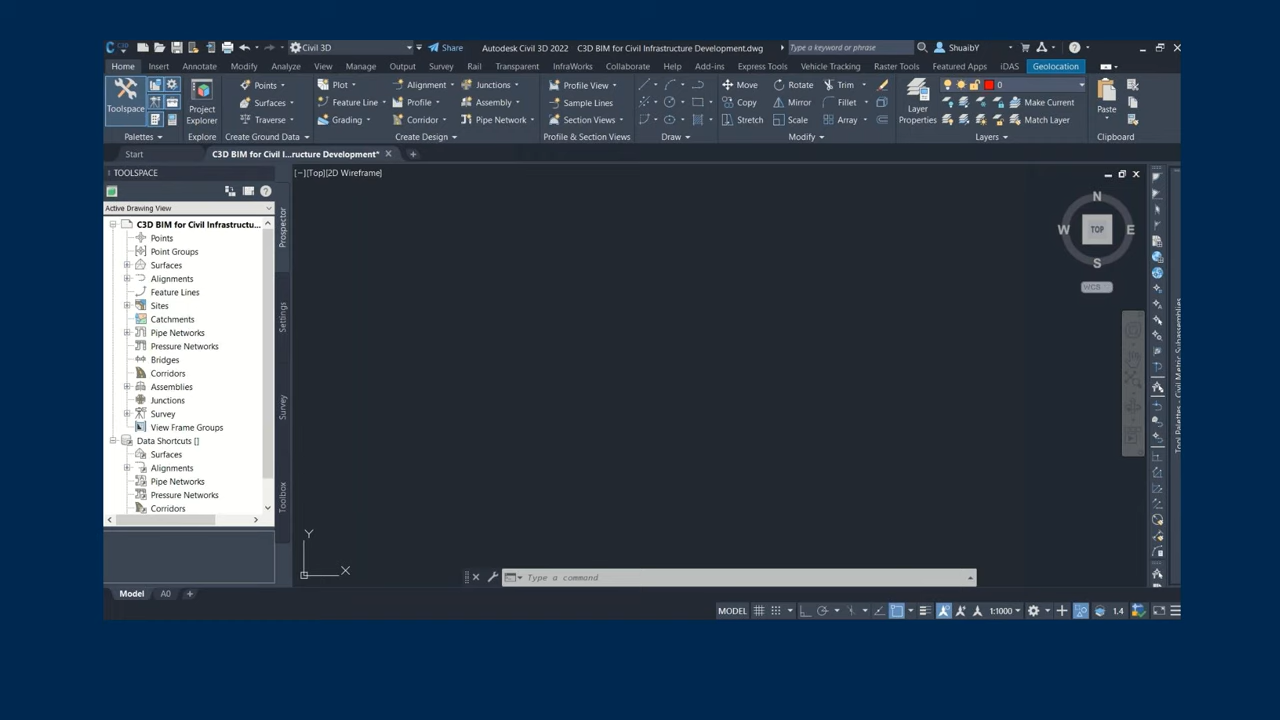 Civil 3D
Share
Autodesk Civil 3D 2022 C3D BIM for Civil Infrastructure Development.dwg
Type a keyword or phrase
ShuaibY
Home Insert Annotate Modify Analyze View Manage Output Survey Rail Transparent InfraWorks Collaborate Help Add-ins Express Tools Vehicle Tracking Raster Tools Featured Apps iDAS Geolocation
Points Plot Alignment Junctions Profile View Move Rotate Trim 0
Surfaces Feature Line Profile Assembly Sample Lines Copy Mirror Fillet Make Current
Toolspace Project Explorer Layer Properties Paste
Traverse Grading Corridor Pipe Network Section Views Stretch Scale Array Match Layer
Palettes Explore Create Ground Data Create Design Profile & Section Views Draw Modify Layers Clipboard
Start C3D BIM for Civil I...ructure Development*
TOOLSPACE
[−][Top][2D Wireframe]
Active Drawing View
C3D BIM for Civil Infrastructu...
Points
Point Groups
Surfaces
Alignments
Feature Lines
Sites
Catchments
Pipe Networks
Pressure Networks
Bridges
Corridors
Assemblies
Junctions
Survey
View Frame Groups
Data Shortcuts []
Surfaces
Alignments
Pipe Networks
Pressure Networks
Corridors
Prospector
Settings
Survey
Toolbox
N
W TOP E
S
WCS
Tool Palettes - Civil Metric Subassemblies
Y
X
Type a command
Model A0
MODEL 1:1000 1.4